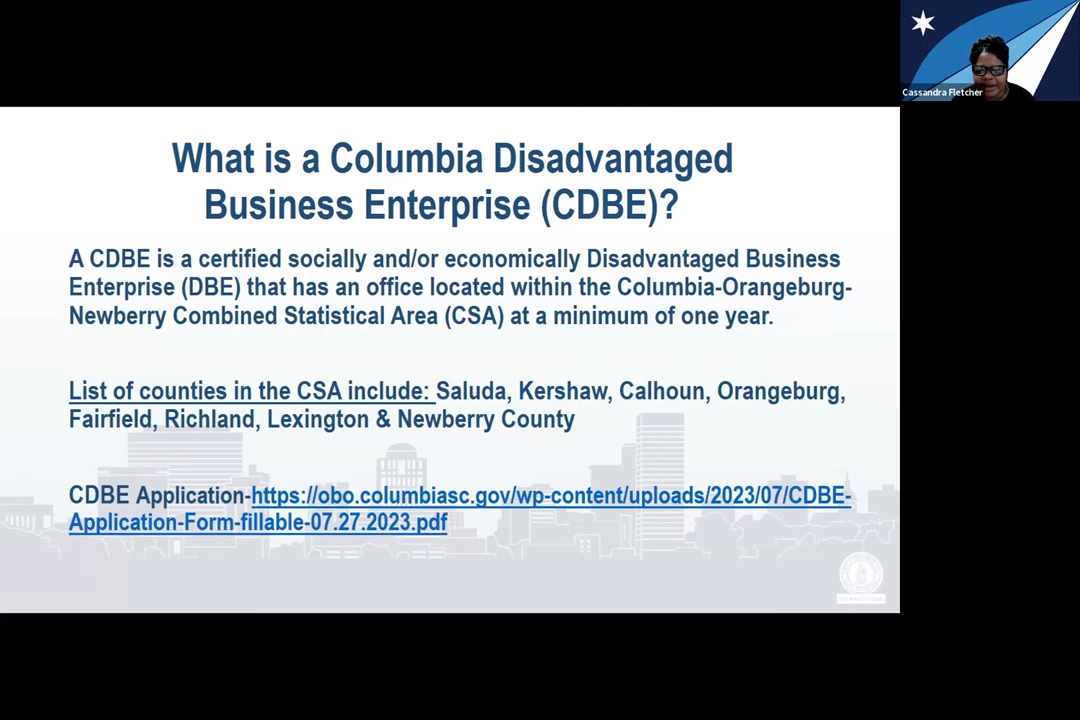 Cassandra Fletcher
What is a Columbia Disadvantaged
Business Enterprise (CDBE)?
A CDBE is a certified socially and/or economically Disadvantaged Business
Enterprise (DBE) that has an office located within the Columbia-Orangeburg-
Newberry Combined Statistical Area (CSA) at a minimum of one year.
List of counties in the CSA include: Saluda, Kershaw, Calhoun, Orangeburg,
Fairfield, Richland, Lexington & Newberry County
CDBE Application-https://obo.columbiasc.gov/wp-content/uploads/2023/07/CDBE-
Application-Form-fillable-07.27.2023.pdf